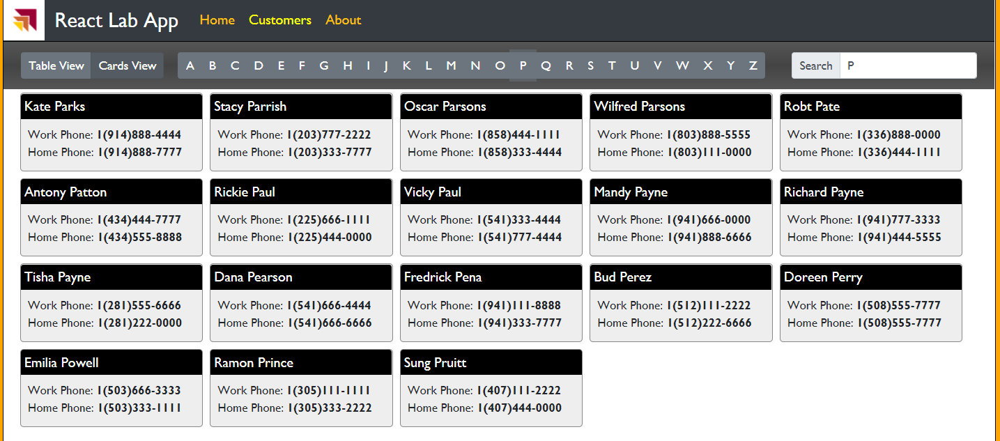 React Lab App Home Customers About
Table View Cards View A B C D E F G H I J K L M N O P Q R S T U V W X Y Z Search P
Kate Parks Stacy Parrish Oscar Parsons Wilfred Parsons Robt Pate
Work Phone: 1(914)888-4444 Work Phone: 1(203)777-2222 Work Phone: 1(858)444-1111 Work Phone: 1(803)888-5555 Work Phone: 1(336)888-0000
Home Phone: 1(914)888-7777 Home Phone: 1(203)333-7777 Home Phone: 1(858)333-4444 Home Phone: 1(803)111-0000 Home Phone: 1(336)444-1111
Antony Patton Rickie Paul Vicky Paul Mandy Payne Richard Payne
Work Phone: 1(434)444-7777 Work Phone: 1(225)666-1111 Work Phone: 1(541)333-4444 Work Phone: 1(941)666-0000 Work Phone: 1(941)777-3333
Home Phone: 1(434)555-8888 Home Phone: 1(225)444-0000 Home Phone: 1(541)777-4444 Home Phone: 1(941)888-6666 Home Phone: 1(941)444-5555
Tisha Payne Dana Pearson Fredrick Pena Bud Perez Doreen Perry
Work Phone: 1(281)555-6666 Work Phone: 1(541)666-4444 Work Phone: 1(941)111-8888 Work Phone: 1(512)111-2222 Work Phone: 1(508)555-7777
Home Phone: 1(281)222-0000 Home Phone: 1(541)666-6666 Home Phone: 1(941)333-7777 Home Phone: 1(512)222-6666 Home Phone: 1(508)555-7777
Emilia Powell Ramon Prince Sung Pruitt
Work Phone: 1(503)666-3333 Work Phone: 1(305)111-1111 Work Phone: 1(407)111-2222
Home Phone: 1(503)333-1111 Home Phone: 1(305)333-2222 Home Phone: 1(407)444-0000